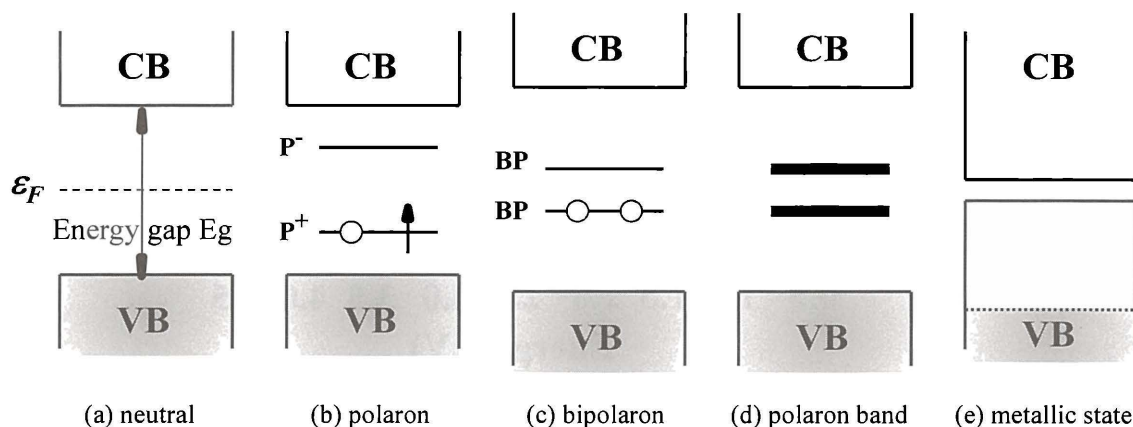 CB
ε_F
Energy gap Eg
VB
(a) neutral
CB
P⁻
P⁺
VB
(b) polaron
CB
BP
BP
VB
(c) bipolaron
CB
VB
(d) polaron band
CB
VB
(e) metallic state